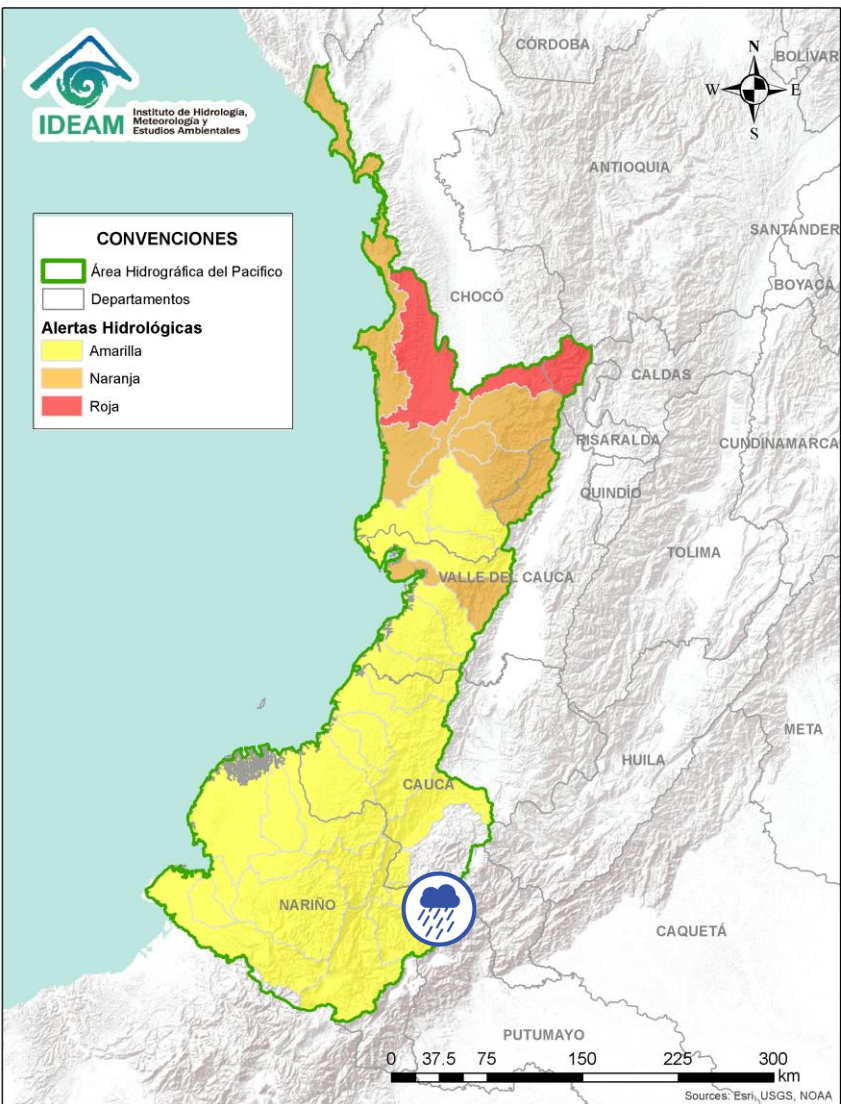 IDEAM
Instituto de Hidrología,
Meteorología y
Estudios Ambientales
CÓRDOBA
BOLÍVAR
N
W
E
S
ANTIOQUIA
SANTANDER
BOYACÁ
CONVENCIONES
Área Hidrográfica del Pacifico
Departamentos
Alertas Hidrológicas
Amarilla
Naranja
Roja
CHOCÓ
CALDAS
RISARALDA
CUNDINAMARCA
QUINDÍO
TOLIMA
VALLE DEL CAUCA
META
HUILA
CAUCA
NARIÑO
CAQUETÁ
PUTUMAYO
0 37.5 75 150 225 300
km
Sources: Esri, USGS, NOAA